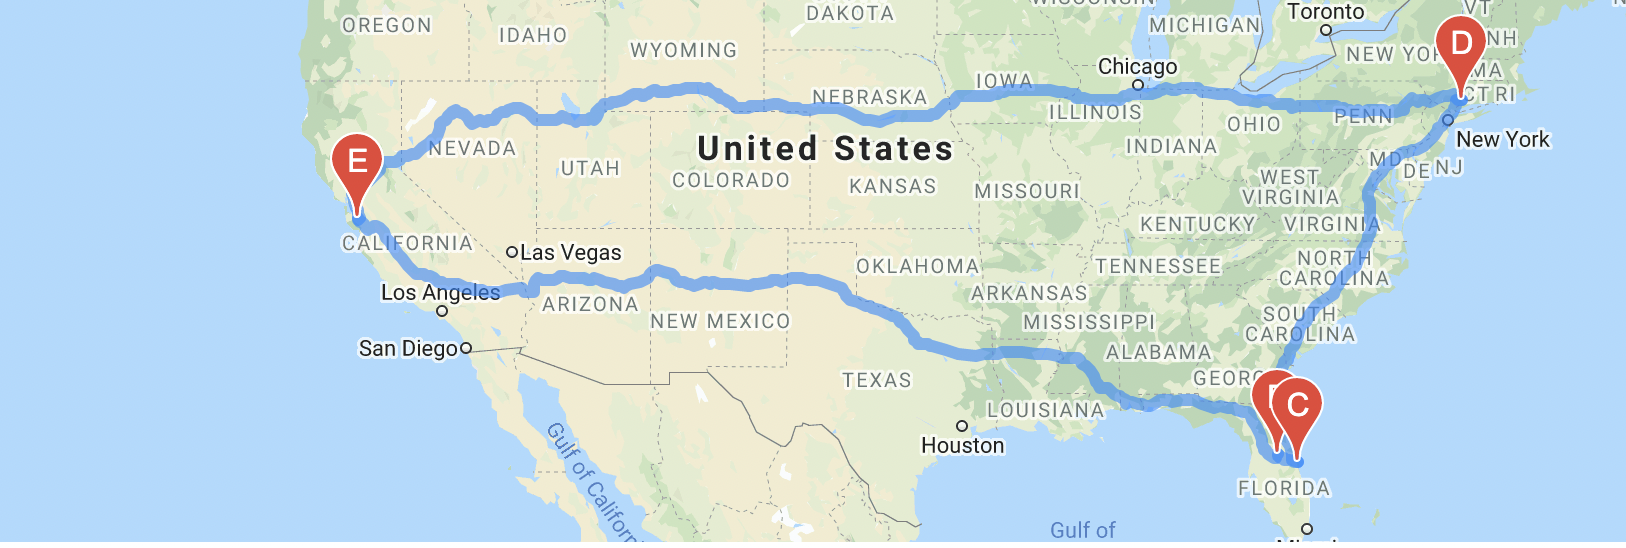 OREGON
IDAHO
WYOMING
DAKOTA
WISCONSIN
MICHIGAN
Toronto
VT
NH
NEW YOR
D
MA
CT RI
Chicago
IOWA
NEBRASKA
ILLINOIS
OHIO
PENN
New York
NEVADA
E
UTAH
United States
COLORADO
KANSAS
MISSOURI
INDIANA
WEST
VIRGINIA
MD
DE
NJ
KENTUCKY
VIRGINIA
CALIFORNIA
Las Vegas
OKLAHOMA
TENNESSEE
NORTH
CAROLINA
Los Angeles
ARIZONA
NEW MEXICO
ARKANSAS
MISSISSIPPI
SOUTH
CAROLINA
San Diego
TEXAS
ALABAMA
GEORG
C
LOUISIANA
Houston
FLORIDA
Gulf of Californ
Gulf of